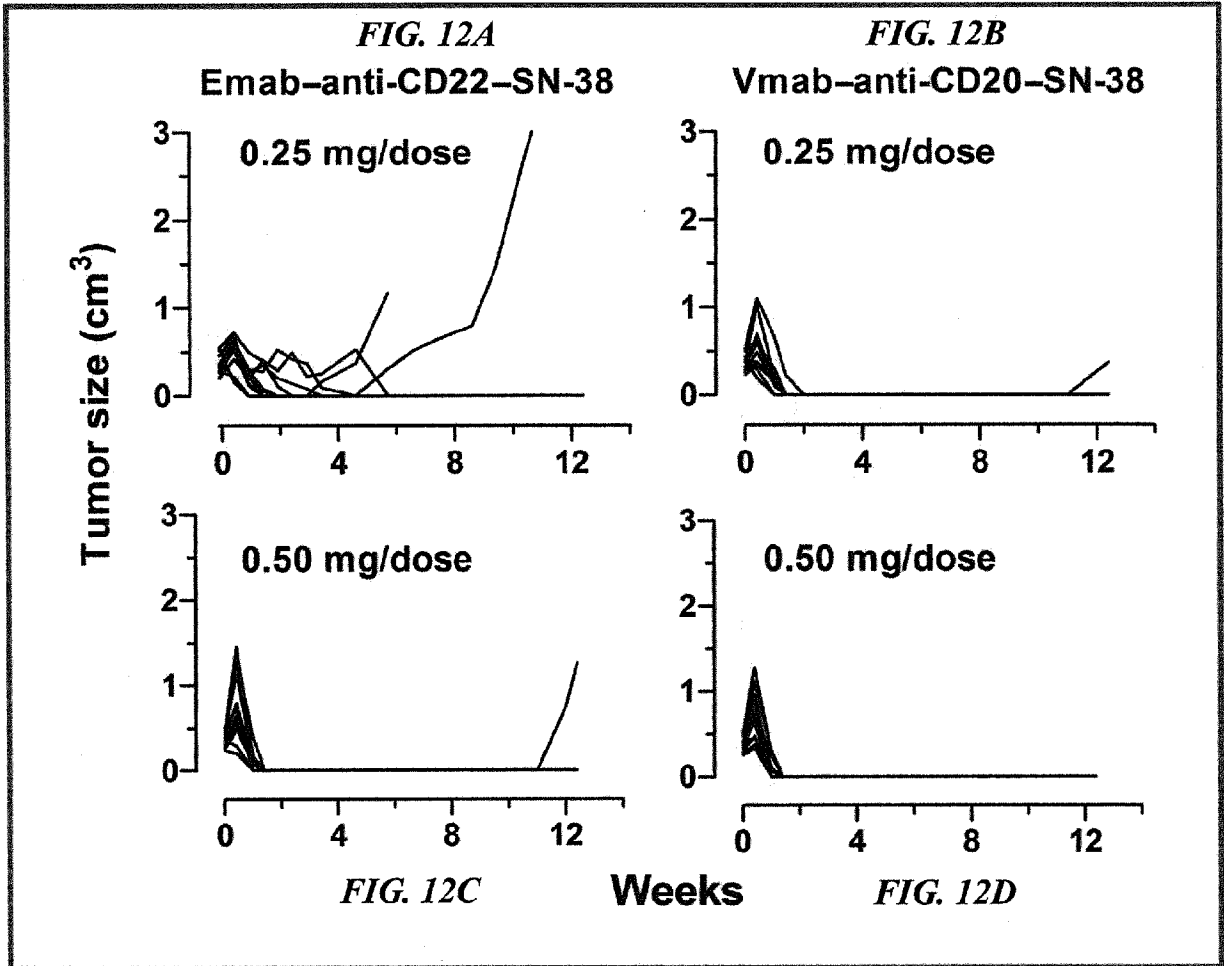 FIG. 12A
Emab–anti-CD22–SN-38
0.25 mg/dose
3
2
1
0
0 4 8 12
FIG. 12B
Vmab–anti-CD20–SN-38
0.25 mg/dose
3
2
1
0
0 4 8 12
Tumor size (cm³)
0.50 mg/dose
3
2
1
0
0 4 8 12
FIG. 12C
0.50 mg/dose
3
2
1
0
0 4 8 12
FIG. 12D
Weeks